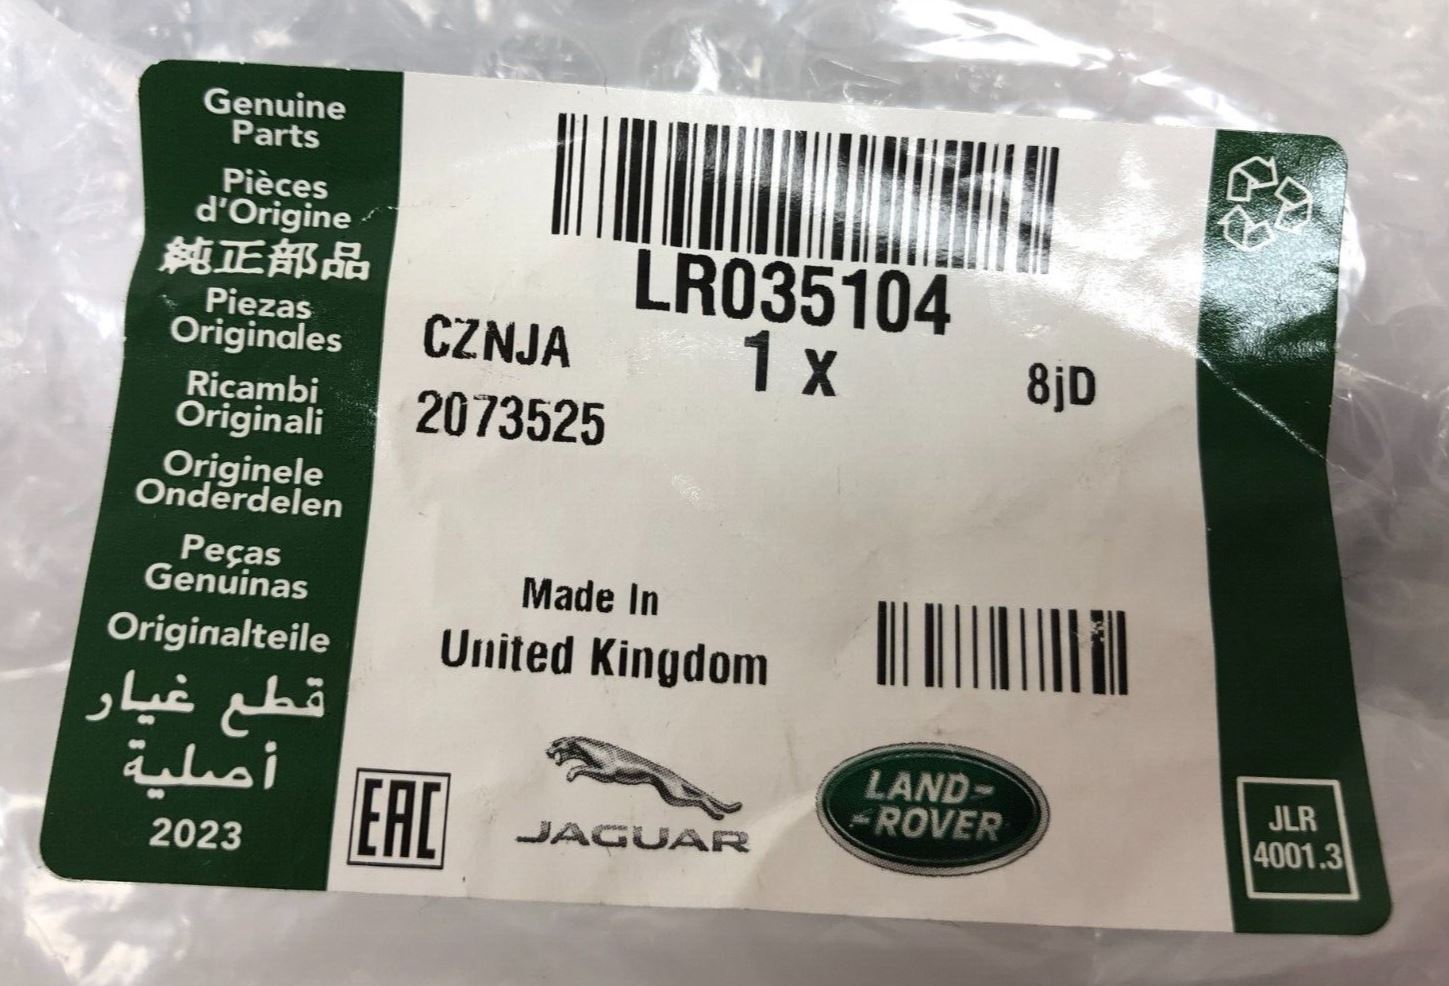 Genuine
Parts
Pièces
d'Origine
純正部品
Piezas
Originales
Ricambi
Originali
Originele
Onderdelen
Peças
Genuinas
Originalteile
قطع غيار
أصلية
2023
LR035104
CZNJA 1 x 8jD
2073525
Made In
United Kingdom
EAC
JAGUAR
LAND-
-ROVER
JLR
4001.3